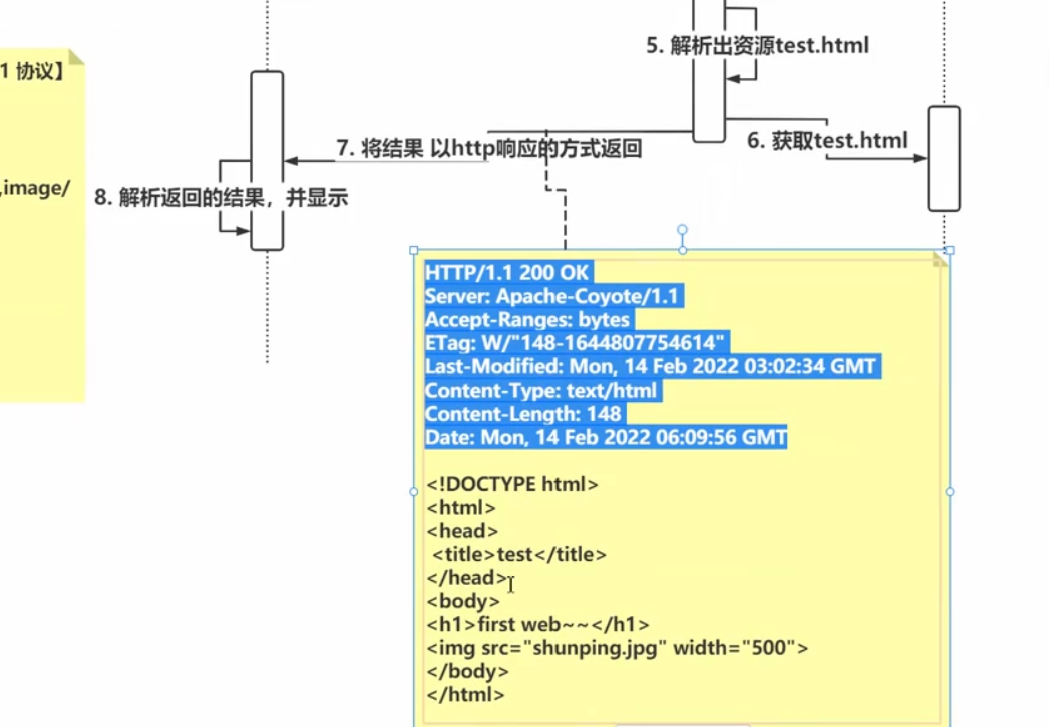 5. 解析出资源test.html
1 协议】
7. 将结果 以http响应的方式返回
6. 获取test.html
,image/
8. 解析返回的结果，并显示
HTTP/1.1 200 OK
Server: Apache-Coyote/1.1
Accept-Ranges: bytes
ETag: W/"148-1644807754614"
Last-Modified: Mon, 14 Feb 2022 03:02:34 GMT
Content-Type: text/html
Content-Length: 148
Date: Mon, 14 Feb 2022 06:09:56 GMT
<!DOCTYPE html>
<html>
<head>
<title>test</title>
</head>
<body>
<h1>first web~~</h1>
<img src="shunping.jpg" width="500">
</body>
</html>